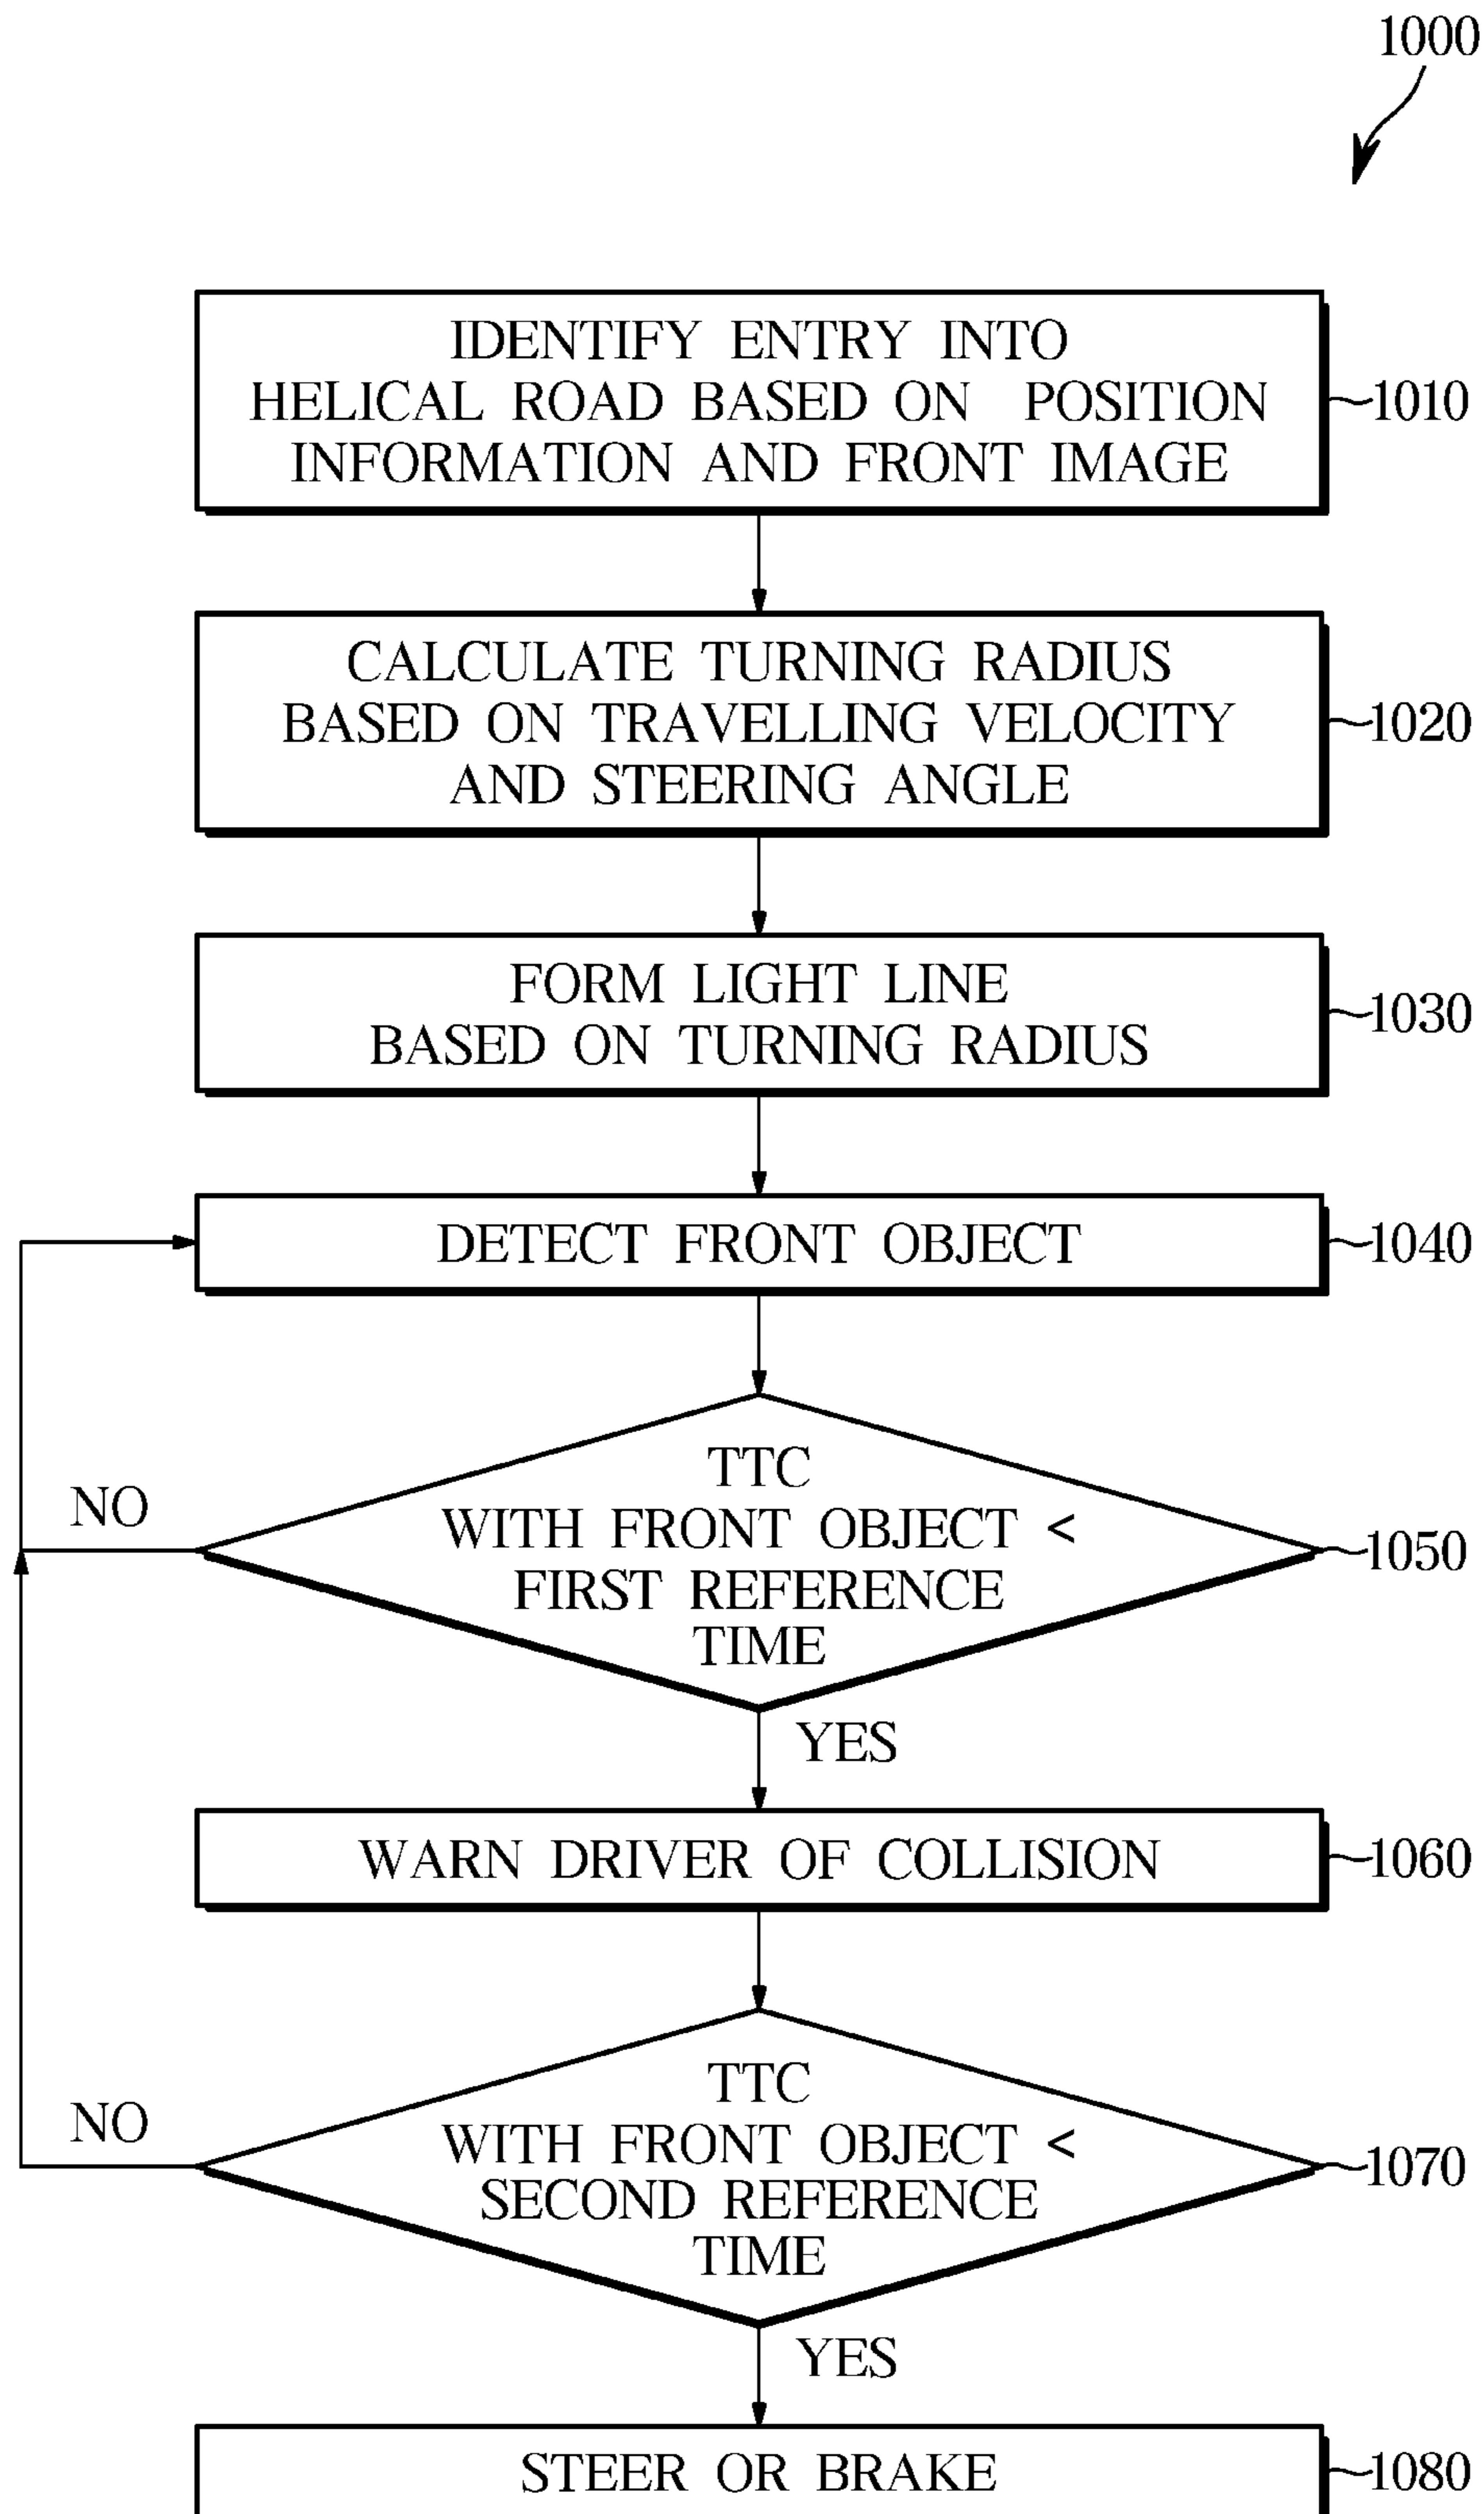 1000
IDENTIFY ENTRY INTO
HELICAL ROAD BASED ON POSITION
INFORMATION AND FRONT IMAGE
1010
CALCULATE TURNING RADIUS
BASED ON TRAVELLING VELOCITY
AND STEERING ANGLE
1020
FORM LIGHT LINE
BASED ON TURNING RADIUS
1030
DETECT FRONT OBJECT
1040
TTC
WITH FRONT OBJECT <
FIRST REFERENCE
TIME
1050
NO
YES
WARN DRIVER OF COLLISION
1060
TTC
WITH FRONT OBJECT <
SECOND REFERENCE
TIME
1070
NO
YES
STEER OR BRAKE
1080